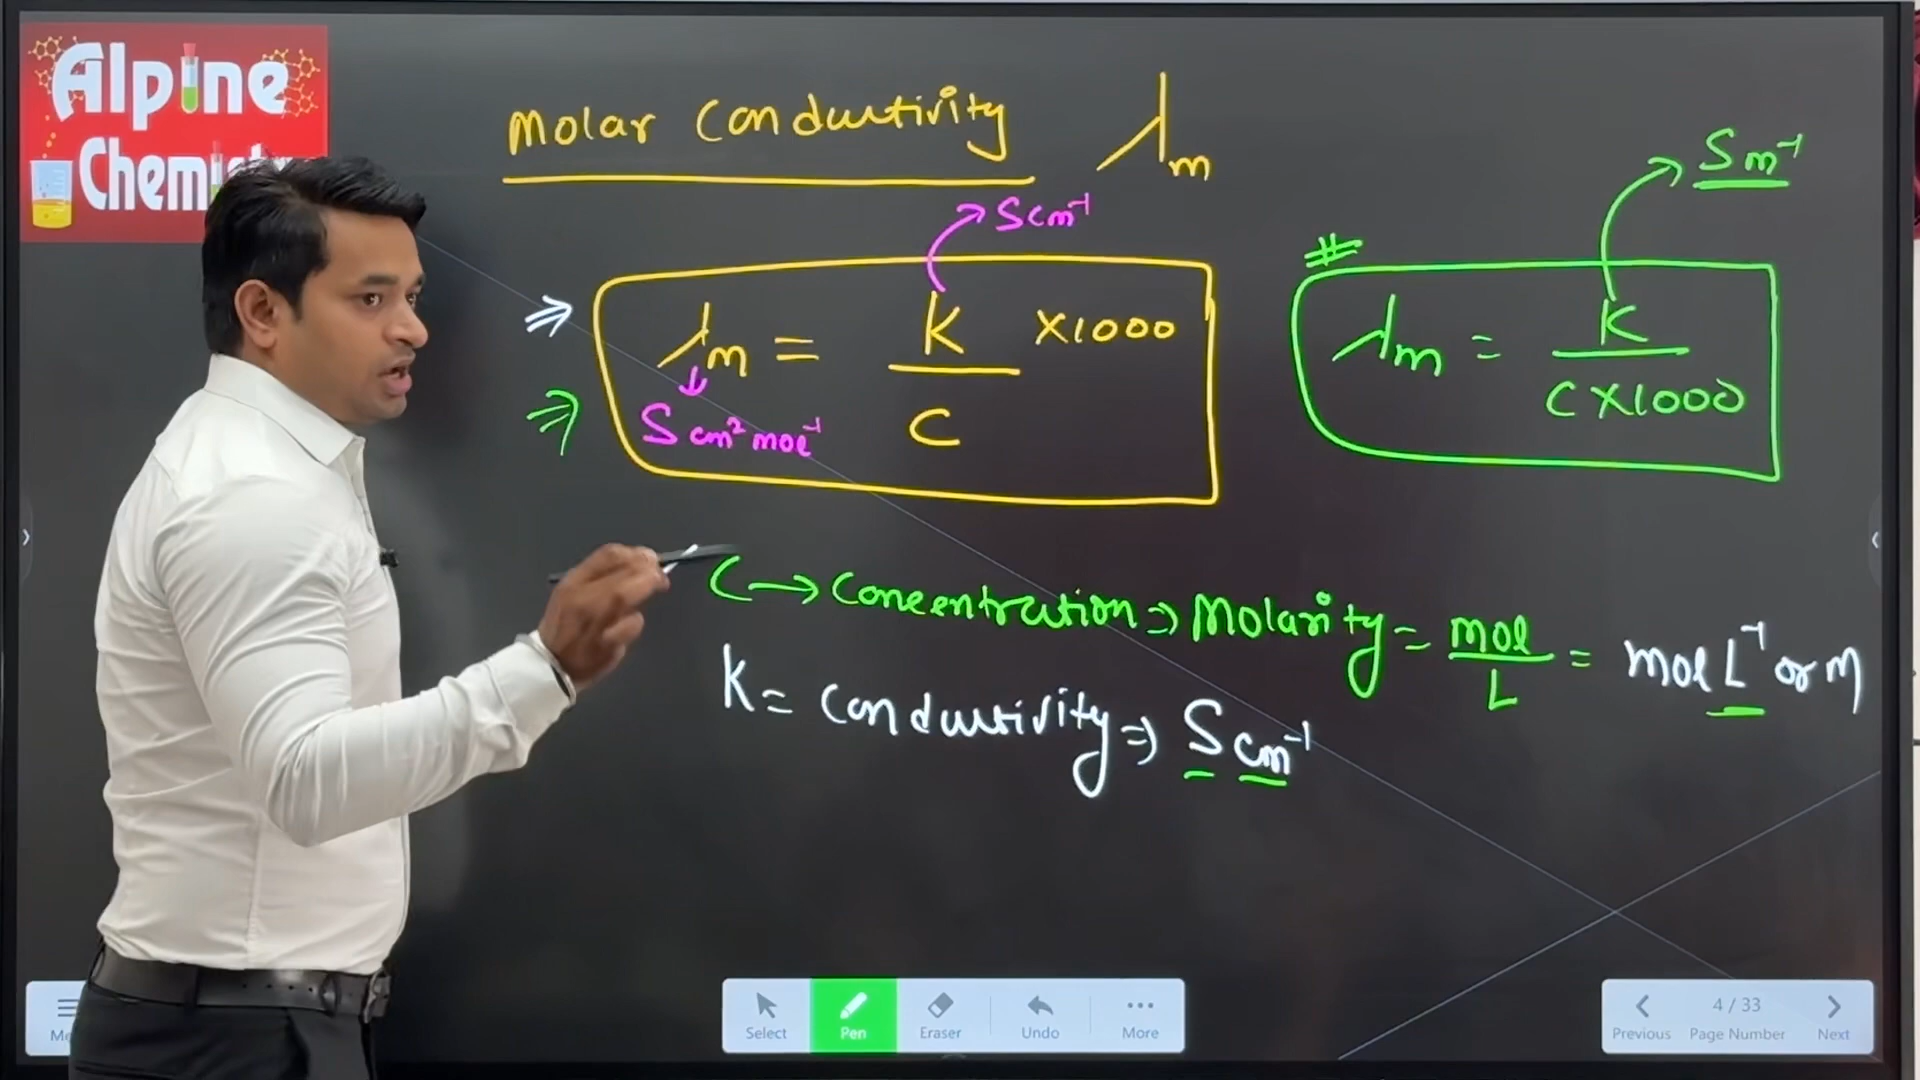 Alpine
Chem
Molar Conductivity λm
S cm⁻¹
S m⁻¹
⇒ λm = K/C × 1000
⇒ S cm² mol⁻¹
# λm = K/C×1000
C → Concentration ⇒ Molarity = mol/L = mol L⁻¹ or M
K = Conductivity ⇒ S cm⁻¹
Select Pen Eraser Undo More
4 / 33
Previous Page Number Next